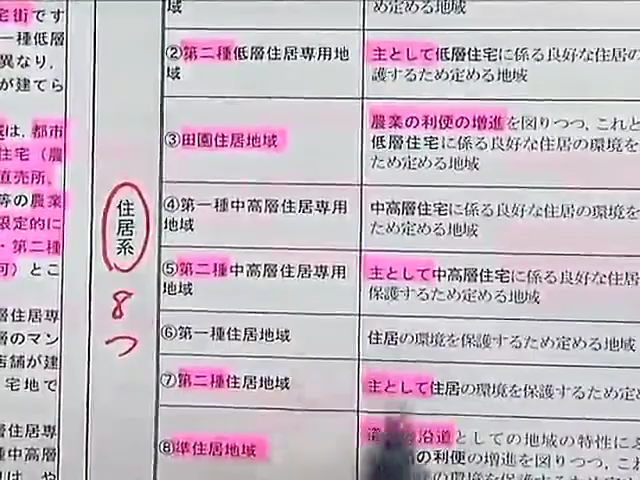 宅街です
一種低層
異なり,
が建てら
は, 都市
住宅(農
直売所,
等の農業
限定的に
・第二種
可)とこ
層住居専
層のマン
店舗が建
宅地で
層住居専
種中高層
住居系
8つ
域
め定める地域
②第二種低層住居専用地
域
主として低層住宅に係る良好な住居の
護するため定める地域
③田園住居地域
農業の利便の増進を図りつつ, これと
低層住宅に係る良好な住居の環境を
ため定める地域
④第一種中高層住居専用
地域
中高層住宅に係る良好な住居の環境を
ため定める地域
⑤第二種中高層住居専用
地域
主として中高層住宅に係る良好な住居
保護するため定める地域
⑥第一種住居地域
住居の環境を保護するため定める地域
⑦第二種住居地域
主として住居の環境を保護するため定め
⑧準住居地域
沿道としての地域の特性にふ
の利便の増進を図りつつ, これ
の環境を保護するため